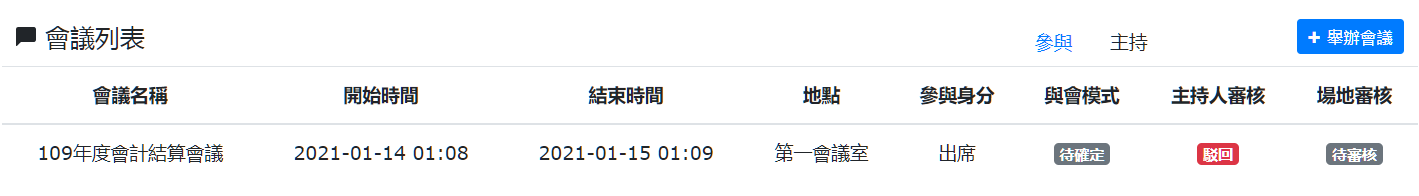 會議列表 參與 主持 + 舉辦會議
會議名稱 開始時間 結束時間 地點 參與身分 與會模式 主持人審核 場地審核
109年度會計結算會議 2021-01-14 01:08 2021-01-15 01:09 第一會議室 出席 待確定 駁回 待審核